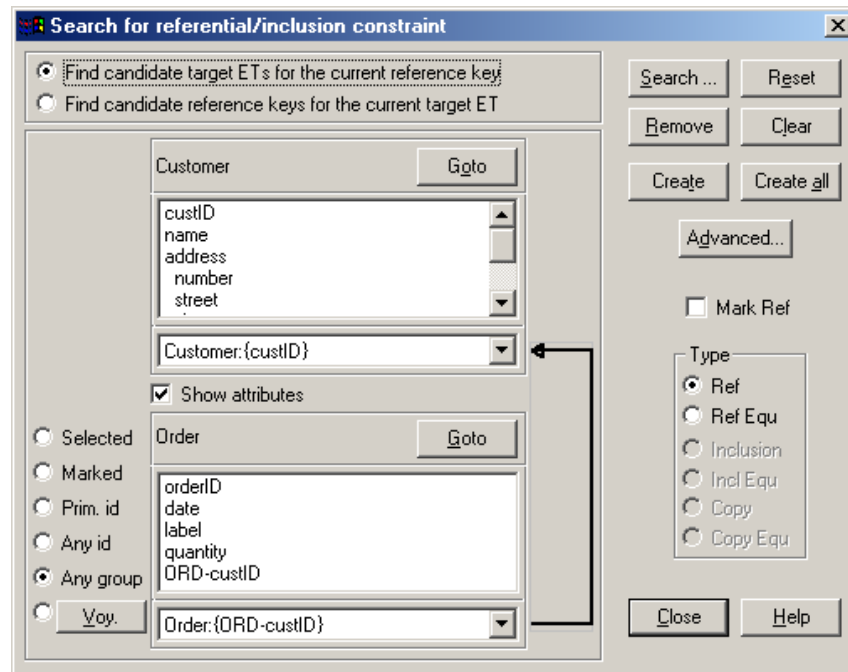 Search for referential/inclusion constraint
Find candidate target ETs for the current reference key
Find candidate reference keys for the current target ET
Search ...
Reset
Remove
Clear
Create
Create all
Advanced...
Mark Ref
Type
Ref
Ref Equ
Inclusion
Incl Equ
Copy
Copy Equ
Customer
Goto
custID
name
address
number
street
Customer:{custID}
Show attributes
Selected
Marked
Prim. id
Any id
Any group
Voy.
Order
Goto
orderID
date
label
quantity
ORD-custID
Order:{ORD-custID}
Close
Help